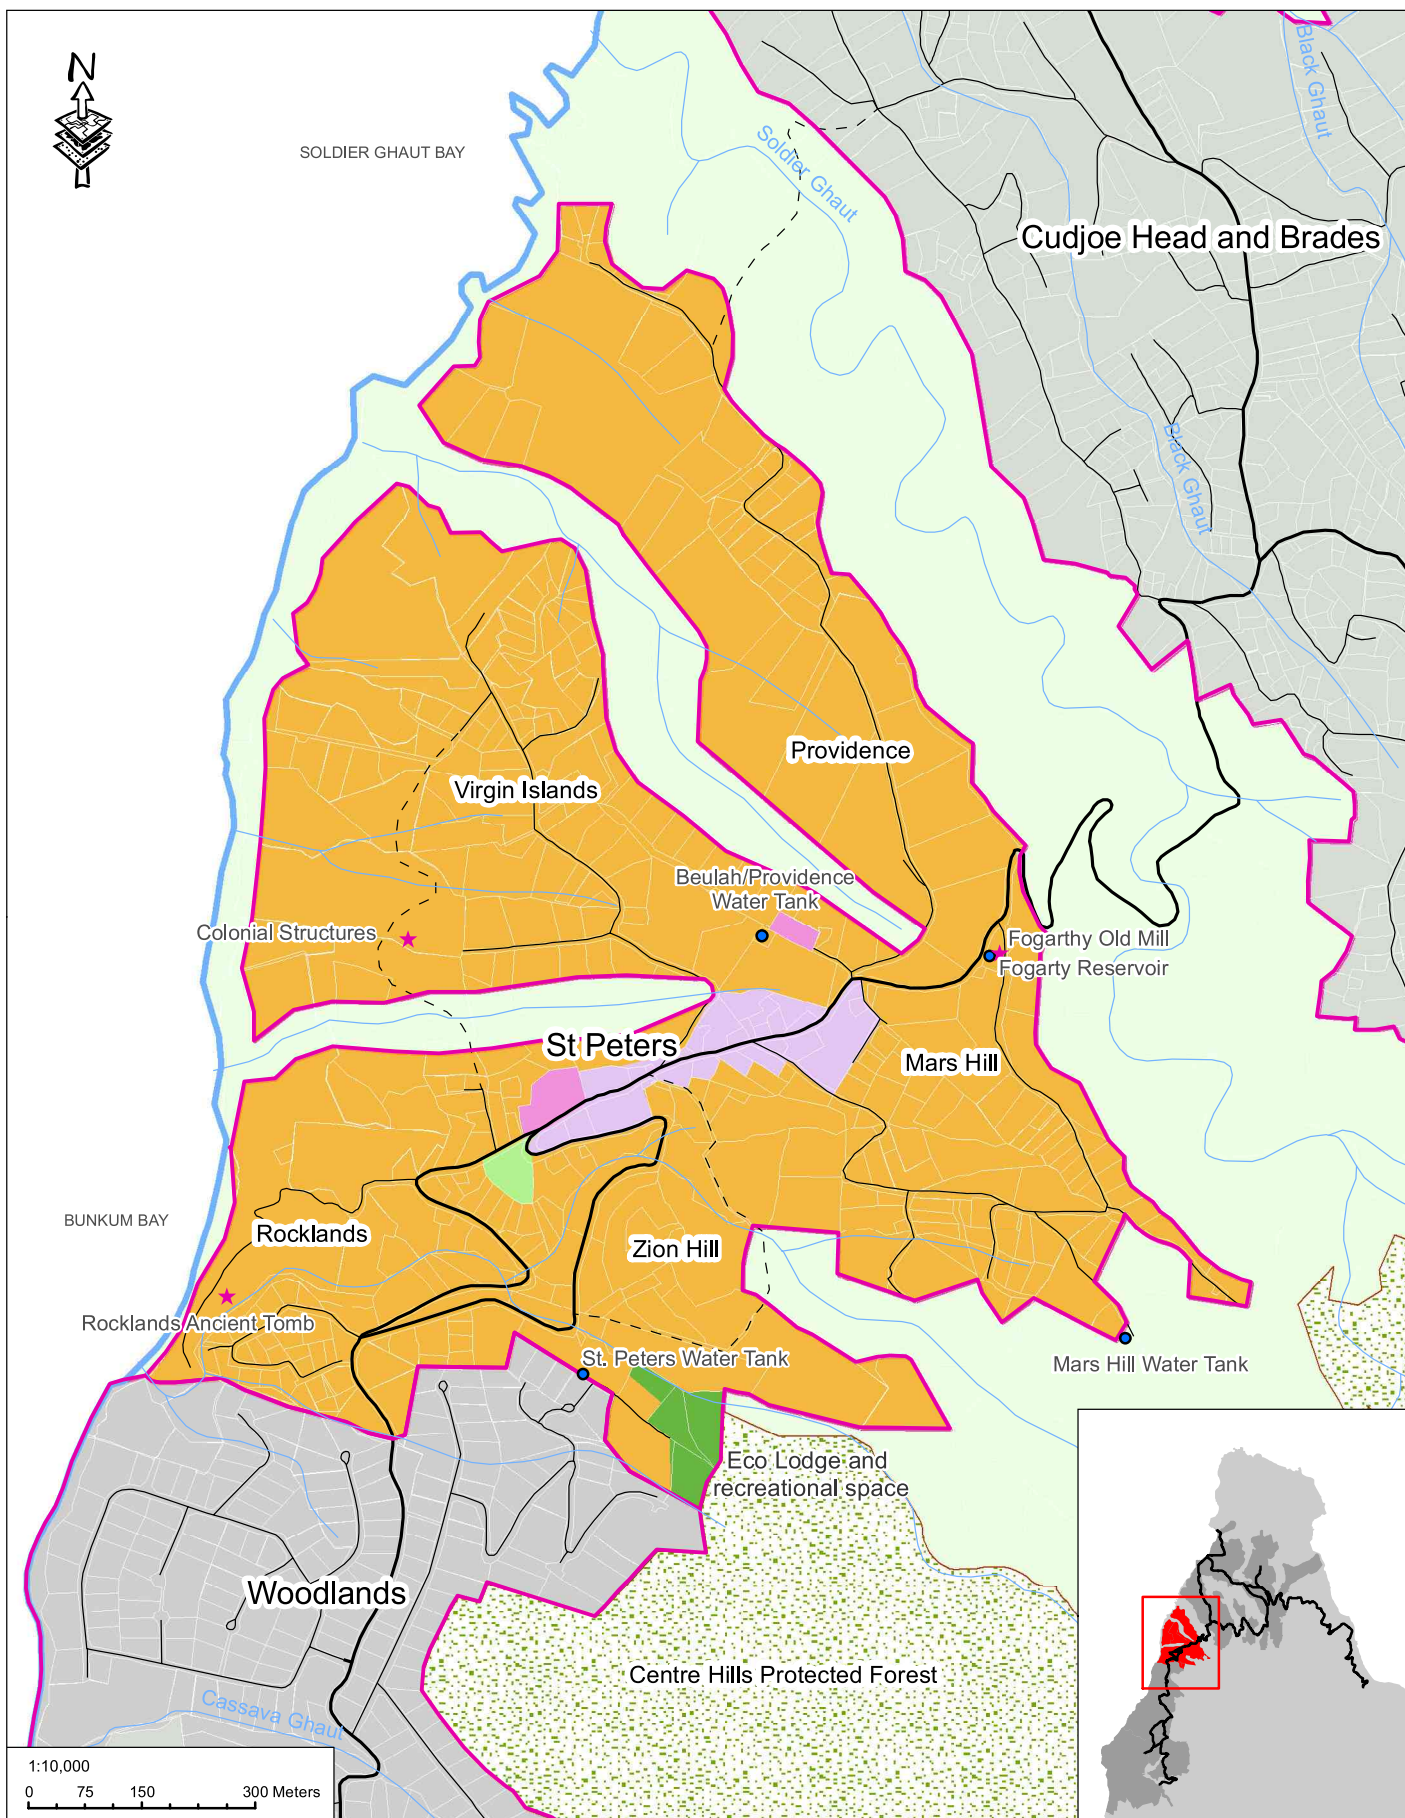 N
SOLDIER GHAUT BAY
Soldier Ghaut
Black Ghaut
Cudjoe Head and Brades
Black Ghaut
Providence
Virgin Islands
Beulah/Providence
Water Tank
Colonial Structures
Fogarthy Old Mill
Fogarty Reservoir
St Peters
Mars Hill
BUNKUM BAY
Rocklands
Zion Hill
Rocklands Ancient Tomb
St. Peters Water Tank
Mars Hill Water Tank
Eco Lodge and
recreational space
Woodlands
Centre Hills Protected Forest
Cassava Ghaut
1:10,000
0 75 150 300 Meters